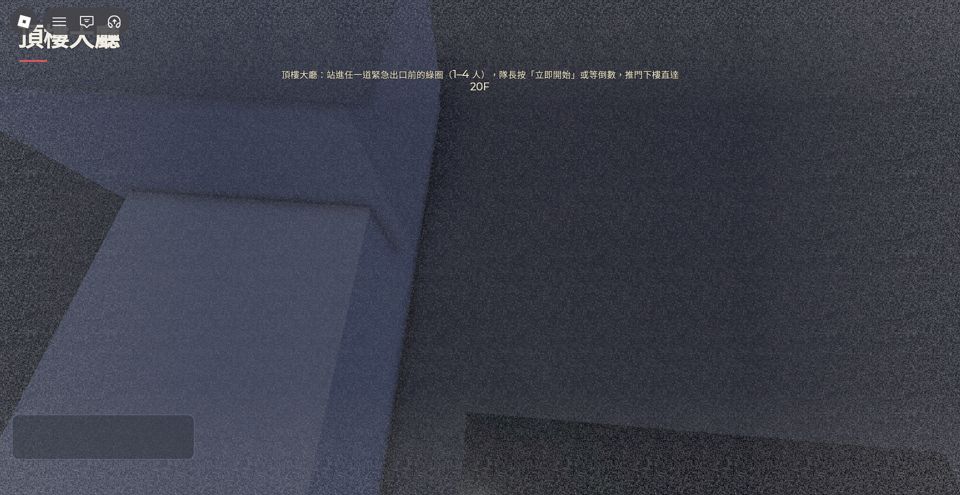 頂樓大廳
頂樓大廳：站進任一道緊急出口前的綠圈（1–4 人），隊長按「立即開始」或等倒數，推門下樓直達
20F